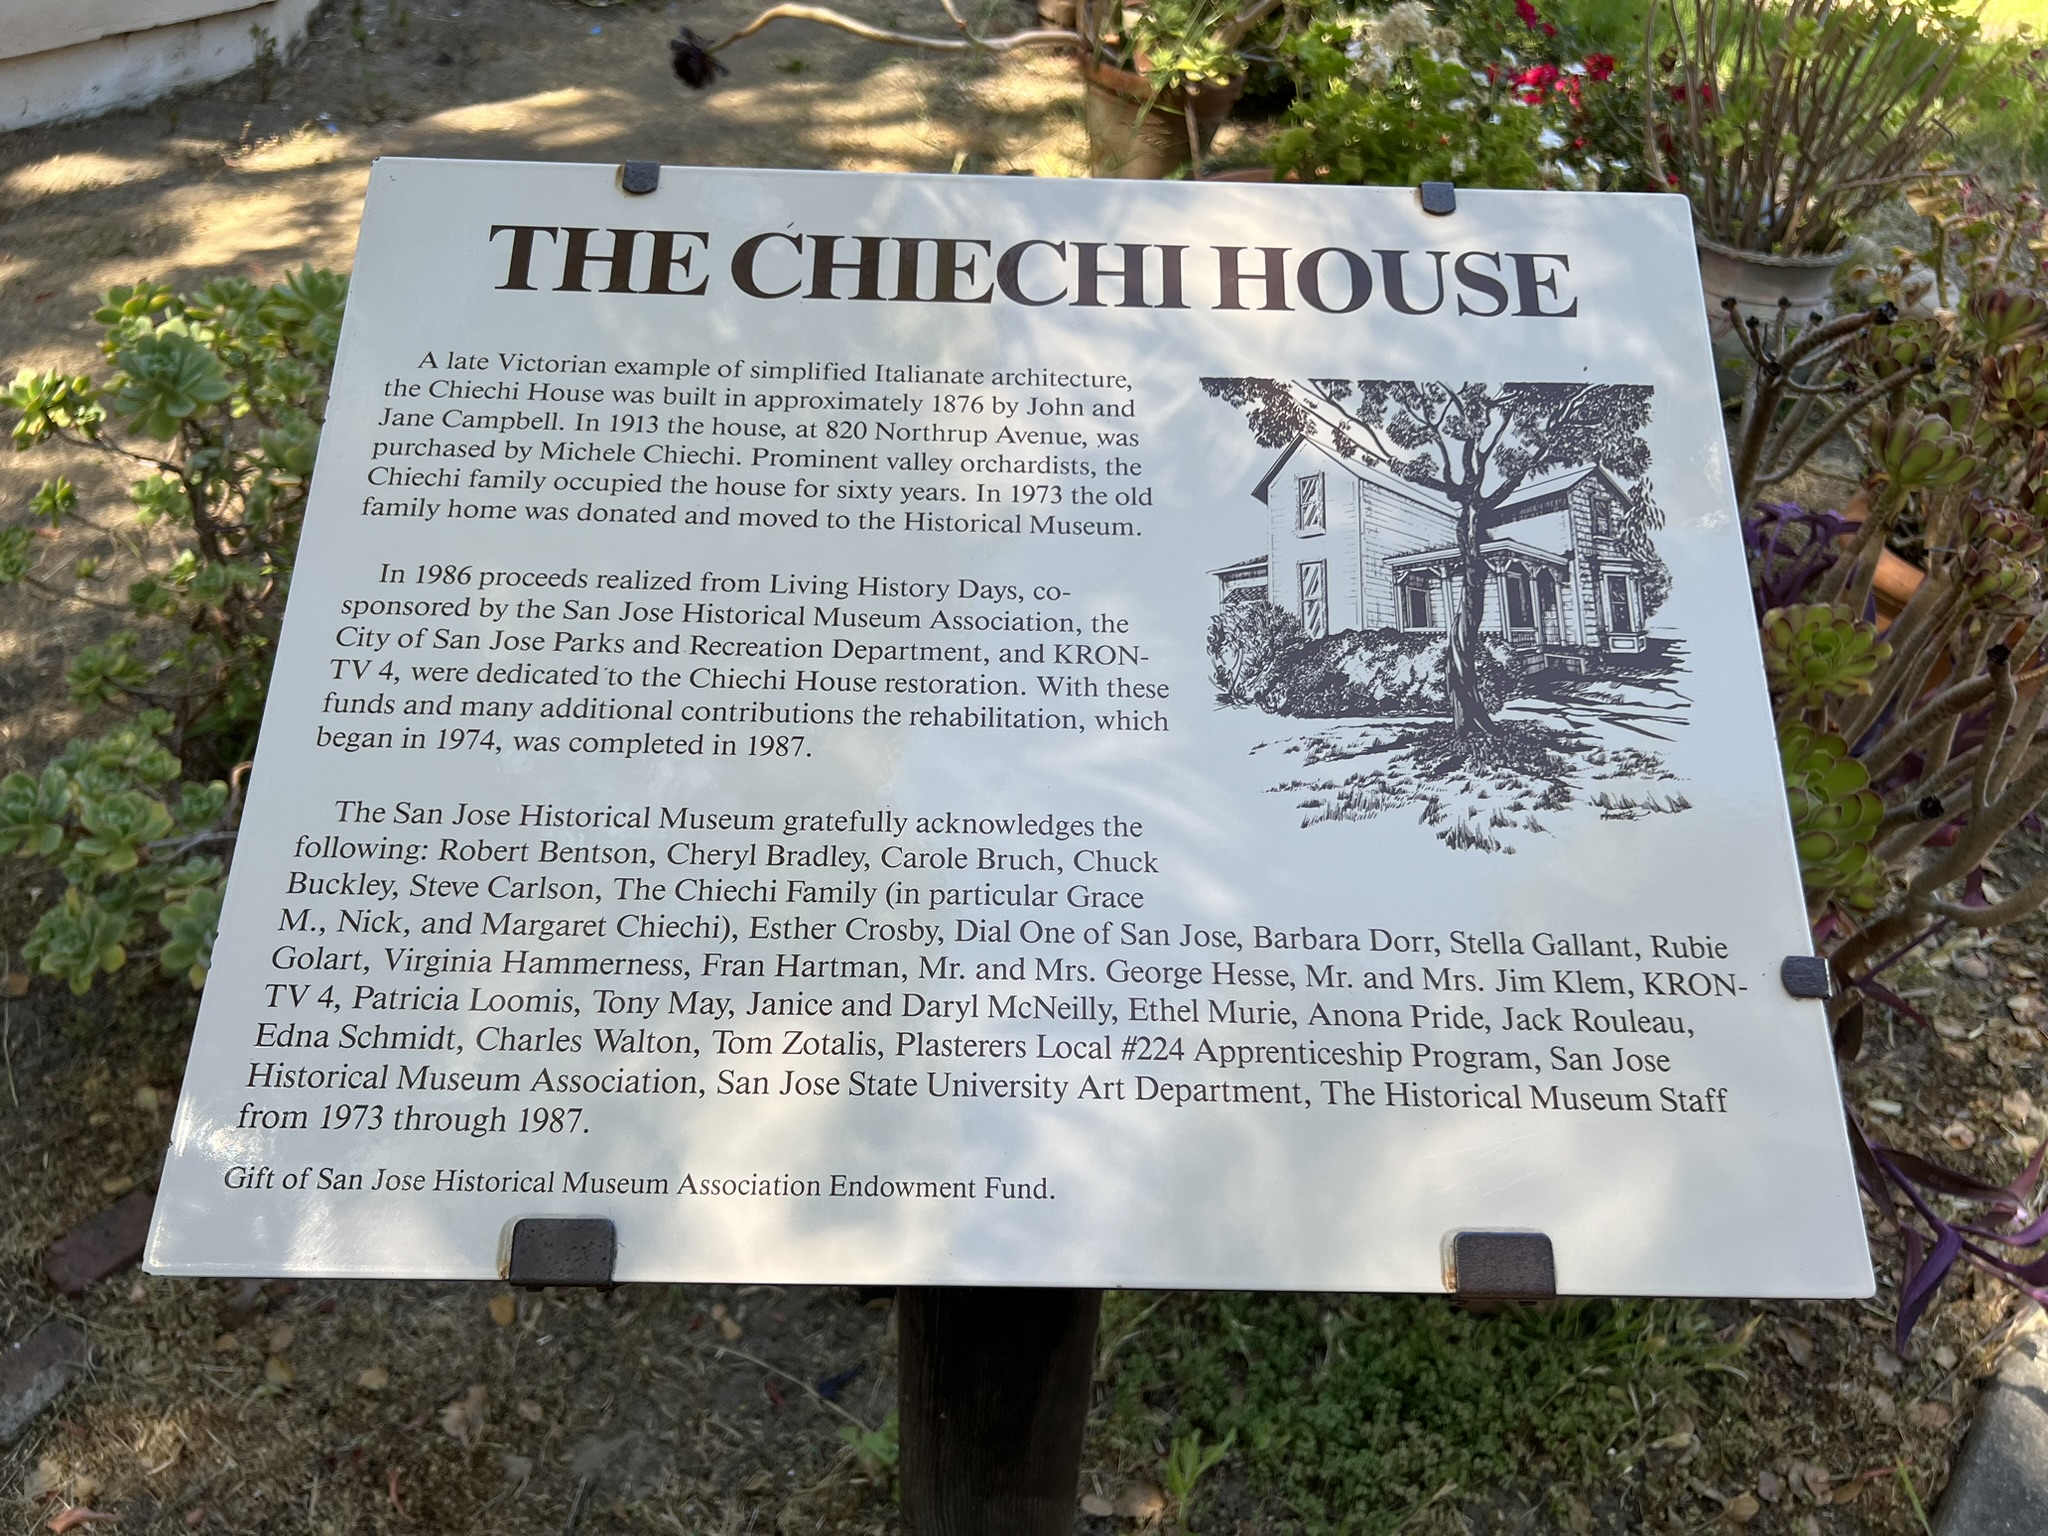 THE CHIECHI HOUSE
A late Victorian example of simplified Italianate architecture,
the Chiechi House was built in approximately 1876 by John and
Jane Campbell. In 1913 the house, at 820 Northrup Avenue, was
purchased by Michele Chiechi. Prominent valley orchardists, the
Chiechi family occupied the house for sixty years. In 1973 the old
family home was donated and moved to the Historical Museum.
In 1986 proceeds realized from Living History Days, co-
sponsored by the San Jose Historical Museum Association, the
City of San Jose Parks and Recreation Department, and KRON-
TV 4, were dedicated to the Chiechi House restoration. With these
funds and many additional contributions the rehabilitation, which
began in 1974, was completed in 1987.
The San Jose Historical Museum gratefully acknowledges the
following: Robert Bentson, Cheryl Bradley, Carole Bruch, Chuck
Buckley, Steve Carlson, The Chiechi Family (in particular Grace
M., Nick, and Margaret Chiechi), Esther Crosby, Dial One of San Jose, Barbara Dorr, Stella Gallant, Rubie
Golart, Virginia Hammerness, Fran Hartman, Mr. and Mrs. George Hesse, Mr. and Mrs. Jim Klem, KRON-
TV 4, Patricia Loomis, Tony May, Janice and Daryl McNeilly, Ethel Murie, Anona Pride, Jack Rouleau,
Edna Schmidt, Charles Walton, Tom Zotalis, Plasterers Local #224 Apprenticeship Program, San Jose
Historical Museum Association, San Jose State University Art Department, The Historical Museum Staff
from 1973 through 1987.
Gift of San Jose Historical Museum Association Endowment Fund.